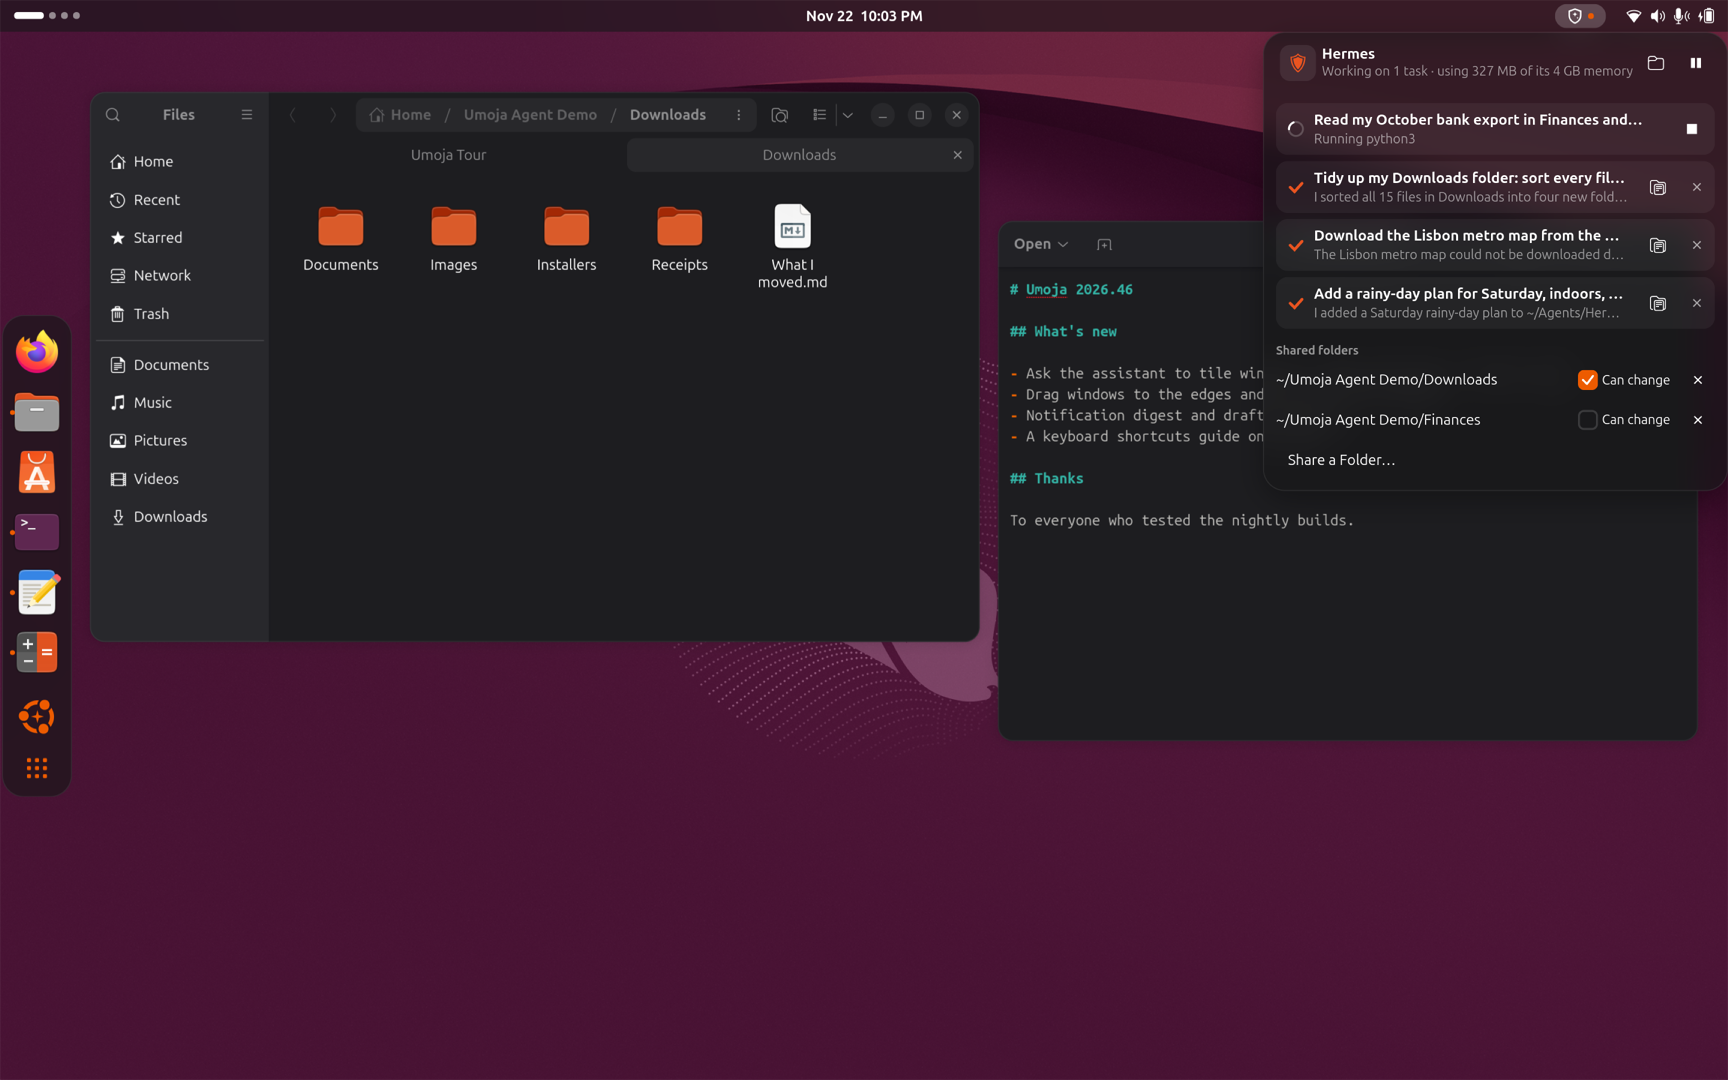 Nov 22 10:03 PM
Files
Home / Umoja Agent Demo / Downloads
Umoja Tour
Downloads
Home
Recent
Starred
Network
Trash
Documents
Music
Pictures
Videos
Downloads
Documents
Images
Installers
Receipts
What I
moved.md
Open
# Umoja 2026.46
## What's new
- Ask the assistant to tile win
- Drag windows to the edges and
- Notification digest and draft
- A keyboard shortcuts guide on
## Thanks
To everyone who tested the nightly builds.
Hermes
Working on 1 task · using 327 MB of its 4 GB memory
Read my October bank export in Finances and…
Running python3
Tidy up my Downloads folder: sort every fil…
I sorted all 15 files in Downloads into four new fold…
Download the Lisbon metro map from the …
The Lisbon metro map could not be downloaded d…
Add a rainy-day plan for Saturday, indoors, …
I added a Saturday rainy-day plan to ~/Agents/Her…
Shared folders
~/Umoja Agent Demo/Downloads
Can change
~/Umoja Agent Demo/Finances
Can change
Share a Folder…